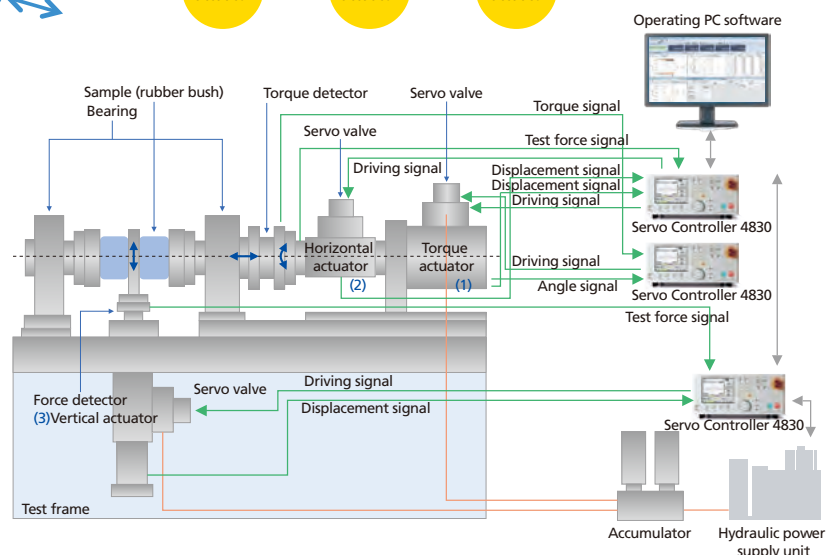 Operating PC software
Sample (rubber bush)
Bearing
Torque detector
Servo valve
Servo valve
Torque signal
Test force signal
Driving signal
Displacement signal
Displacement signal
Driving signal
Servo Controller 4830
Horizontal
actuator
(2)
Torque
actuator
(1)
Driving signal
Angle signal
Servo Controller 4830
Test force signal
Force detector
(3)Vertical actuator
Servo valve
Driving signal
Displacement signal
Servo Controller 4830
Test frame
Accumulator
Hydraulic power
supply unit